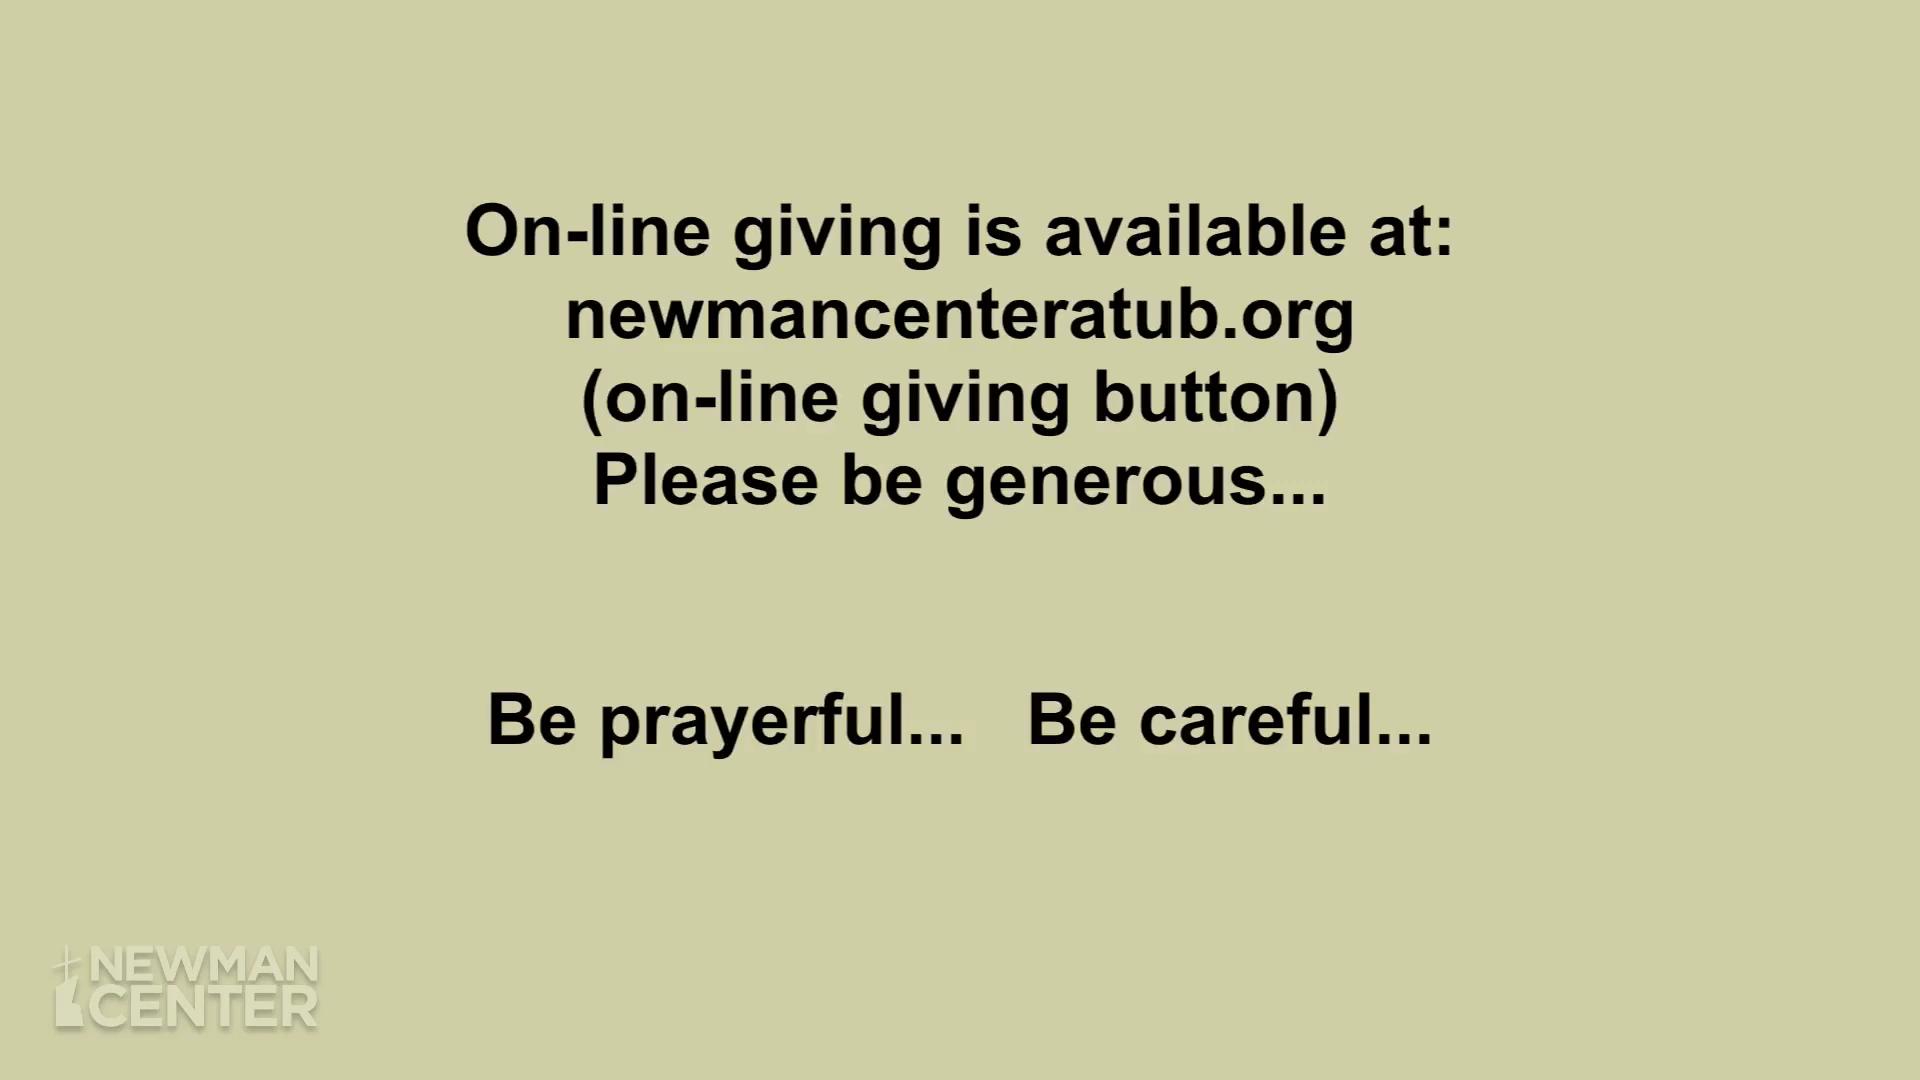 On-line giving is available at:
newmancenteratub.org
(on-line giving button)
Please be generous...
Be prayerful... Be careful...
NEWMAN
CENTER